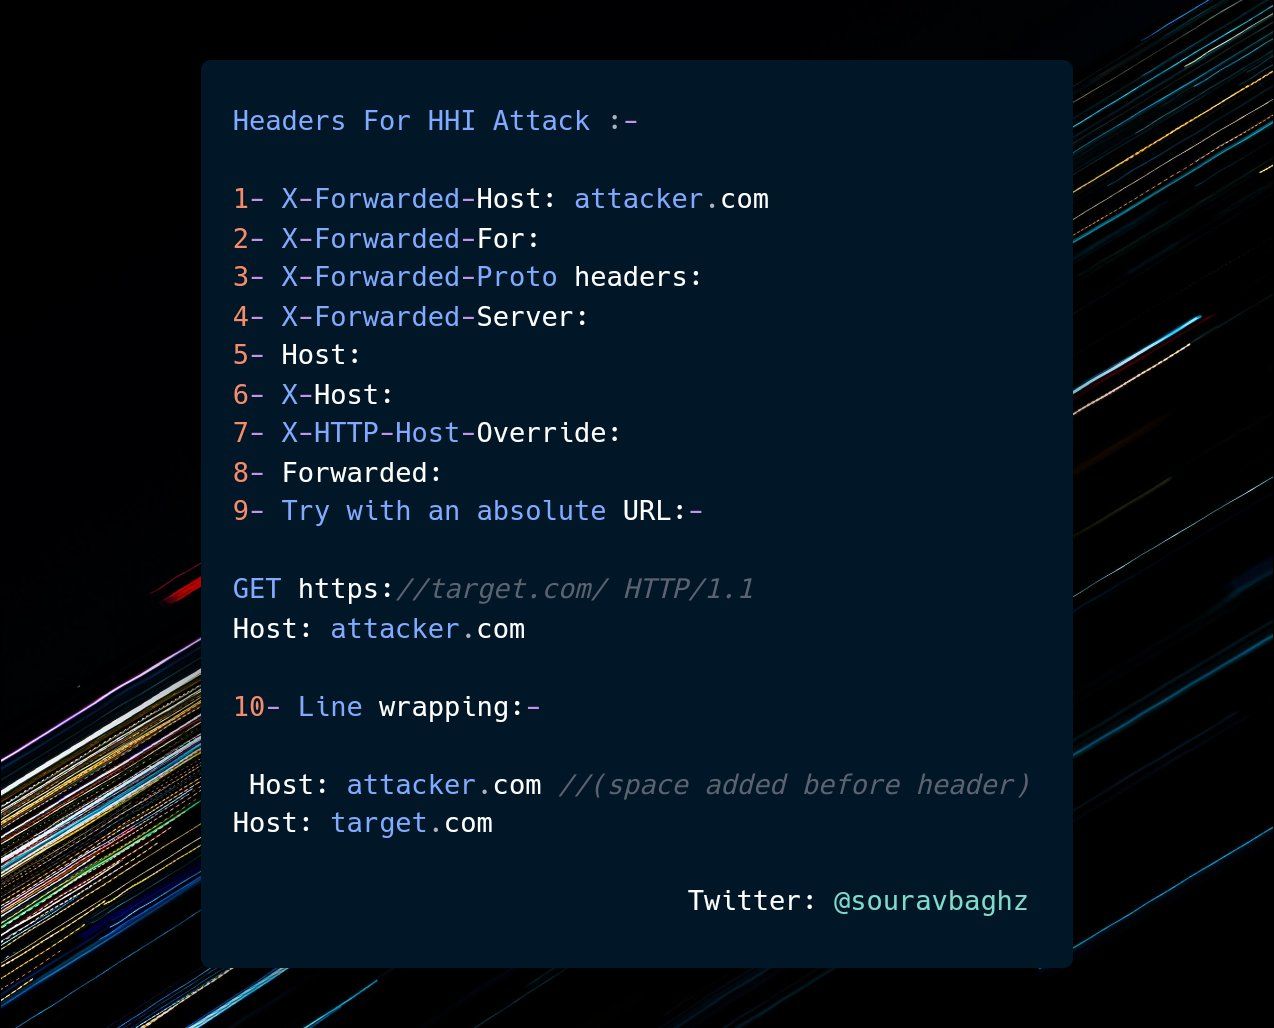 Headers For HHI Attack :-
1- X-Forwarded-Host: attacker.com
2- X-Forwarded-For:
3- X-Forwarded-Proto headers:
4- X-Forwarded-Server:
5- Host:
6- X-Host:
7- X-HTTP-Host-Override:
8- Forwarded:
9- Try with an absolute URL:-
GET https://target.com/ HTTP/1.1
Host: attacker.com
10- Line wrapping:-
 Host: attacker.com //(space added before header)
Host: target.com
Twitter: @souravbaghz